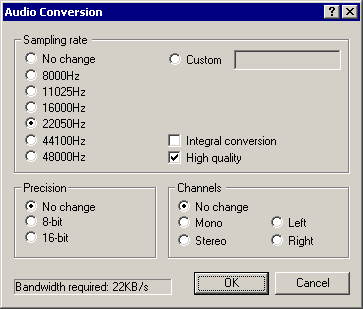 Audio Conversion
Sampling rate
No change
Custom
8000Hz
11025Hz
16000Hz
22050Hz
44100Hz
Integral conversion
48000Hz
High quality
Precision
Channels
No change
No change
8-bit
Mono
Left
16-bit
Stereo
Right
Bandwidth required: 22KB/s
OK
Cancel